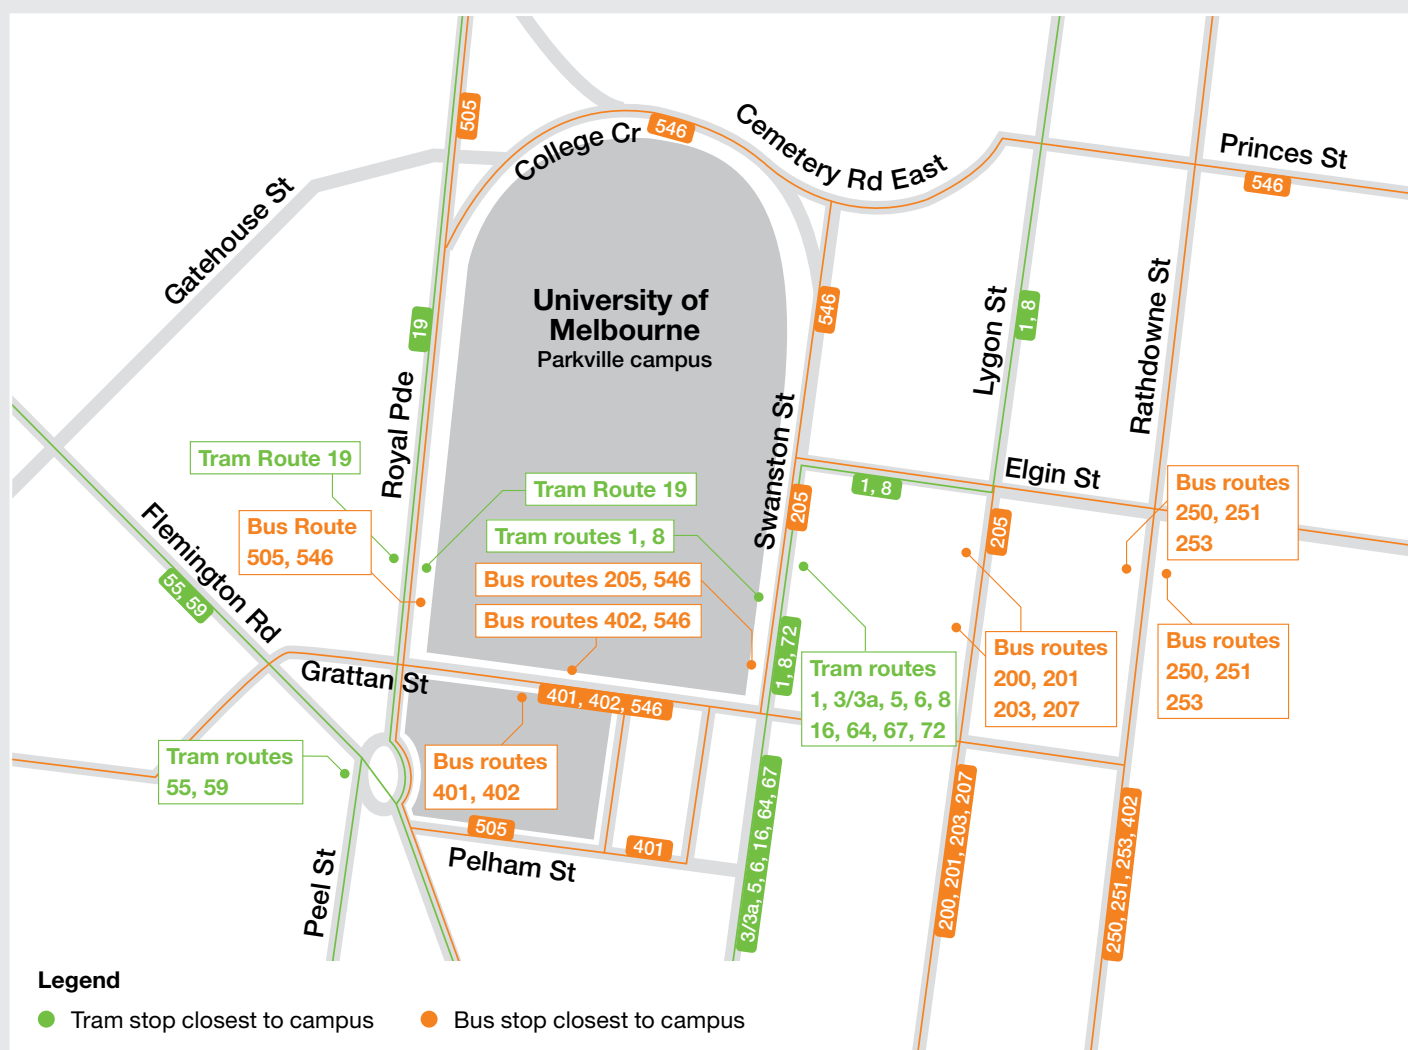 505
College Cr
546
Cemetery Rd East
Princes St
546
Gatehouse St
19
University of
Melbourne
Parkville campus
546
Lygon St
1, 8
Rathdowne St
Royal Pde
Swanston St
Tram Route 19
Tram Route 19
Elgin St
1, 8
205
205
Bus routes
250, 251
253
Flemington Rd
55, 59
Bus Route
505, 546
Tram routes 1, 8
Bus routes 205, 546
Bus routes 402, 546
1, 8, 72
Grattan St
401, 402, 546
Tram routes
1, 3/3a, 5, 6, 8
16, 64, 67, 72
Bus routes
200, 201
203, 207
Bus routes
250, 251
253
Tram routes
55, 59
Bus routes
401, 402
505
401
Pelham St
Peel St
3/3a, 5, 6, 16, 64, 67
200, 201, 203, 207
250, 251, 253, 402
Legend
Tram stop closest to campus
Bus stop closest to campus